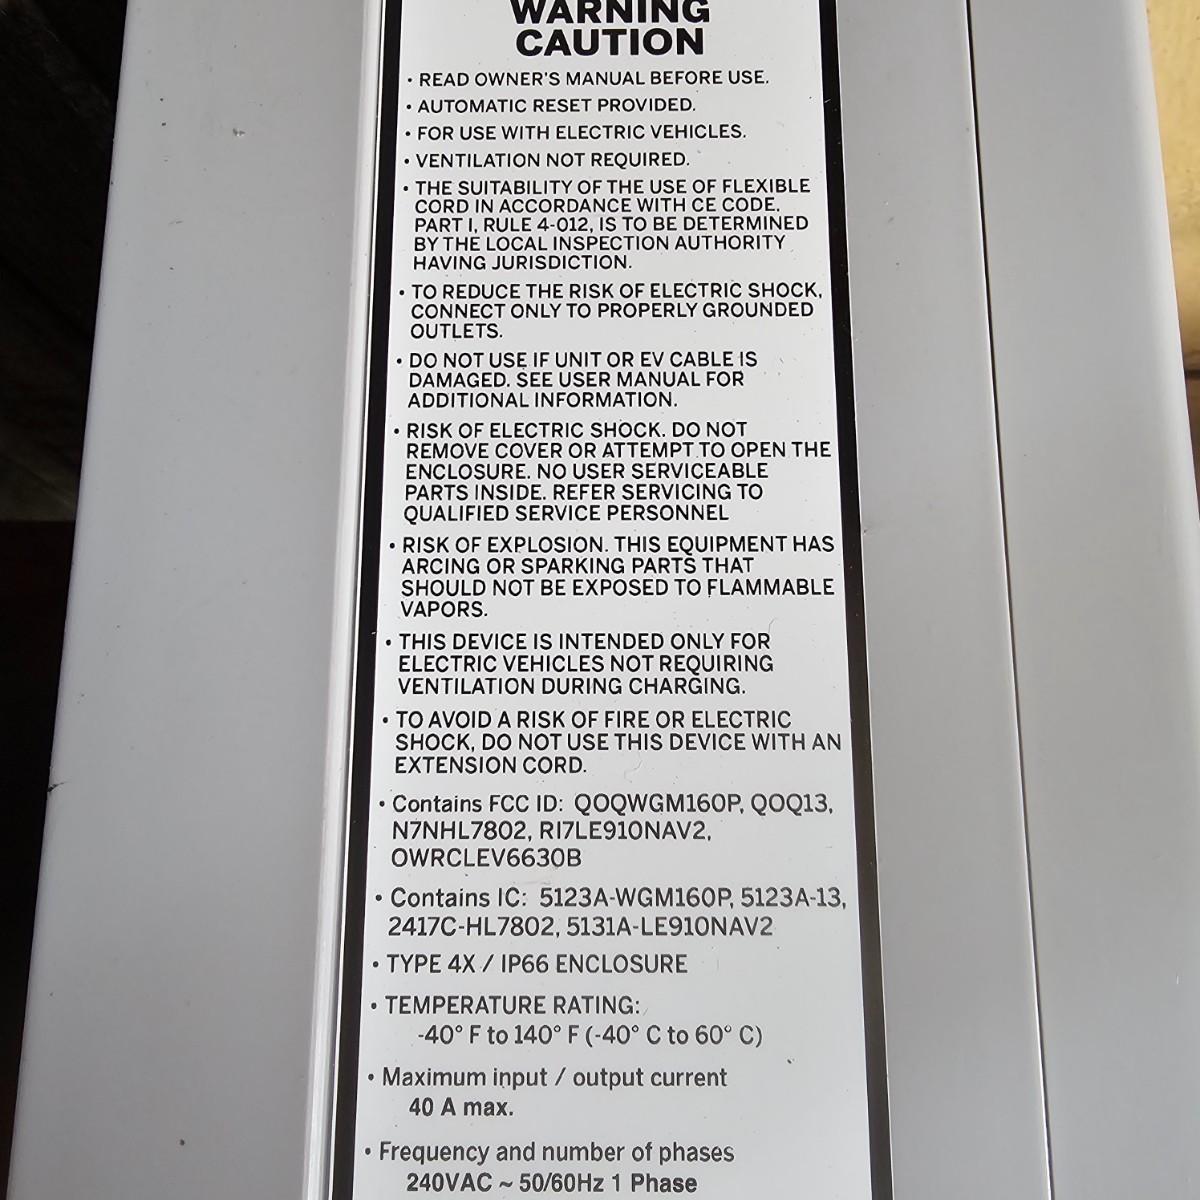 WARNING
CAUTION
• READ OWNER'S MANUAL BEFORE USE.
• AUTOMATIC RESET PROVIDED.
• FOR USE WITH ELECTRIC VEHICLES.
• VENTILATION NOT REQUIRED.
• THE SUITABILITY OF THE USE OF FLEXIBLE
CORD IN ACCORDANCE WITH CE CODE,
PART I, RULE 4-012, IS TO BE DETERMINED
BY THE LOCAL INSPECTION AUTHORITY
HAVING JURISDICTION.
• TO REDUCE THE RISK OF ELECTRIC SHOCK,
CONNECT ONLY TO PROPERLY GROUNDED
OUTLETS.
• DO NOT USE IF UNIT OR EV CABLE IS
DAMAGED. SEE USER MANUAL FOR
ADDITIONAL INFORMATION.
• RISK OF ELECTRIC SHOCK. DO NOT
REMOVE COVER OR ATTEMPT TO OPEN THE
ENCLOSURE. NO USER SERVICEABLE
PARTS INSIDE. REFER SERVICING TO
QUALIFIED SERVICE PERSONNEL
• RISK OF EXPLOSION. THIS EQUIPMENT HAS
ARCING OR SPARKING PARTS THAT
SHOULD NOT BE EXPOSED TO FLAMMABLE
VAPORS.
• THIS DEVICE IS INTENDED ONLY FOR
ELECTRIC VEHICLES NOT REQUIRING
VENTILATION DURING CHARGING.
• TO AVOID A RISK OF FIRE OR ELECTRIC
SHOCK, DO NOT USE THIS DEVICE WITH AN
EXTENSION CORD.
• Contains FCC ID: QOQWGM160P, QOQ13,
N7NHL7802, RI7LE910NAV2,
OWRCLEV6630B
• Contains IC: 5123A-WGM160P, 5123A-13,
2417C-HL7802, 5131A-LE910NAV2
• TYPE 4X / IP66 ENCLOSURE
• TEMPERATURE RATING:
-40° F to 140° F (-40° C to 60° C)
• Maximum input / output current
40 A max.
• Frequency and number of phases
240VAC ~ 50/60Hz 1 Phase